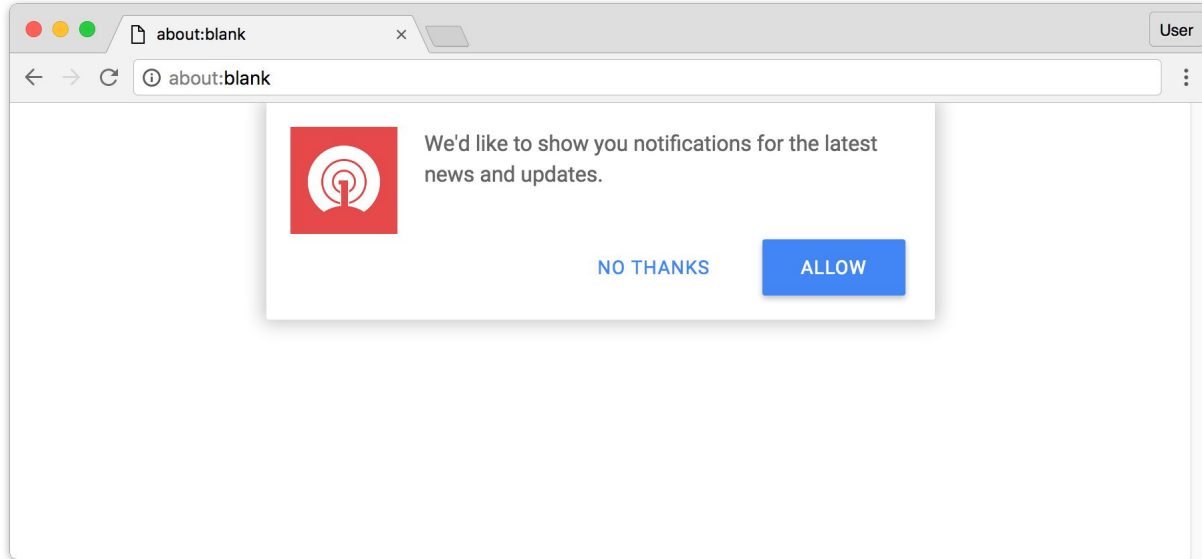 about:blank
User
about:blank
We'd like to show you notifications for the latest
news and updates.
NO THANKS
ALLOW